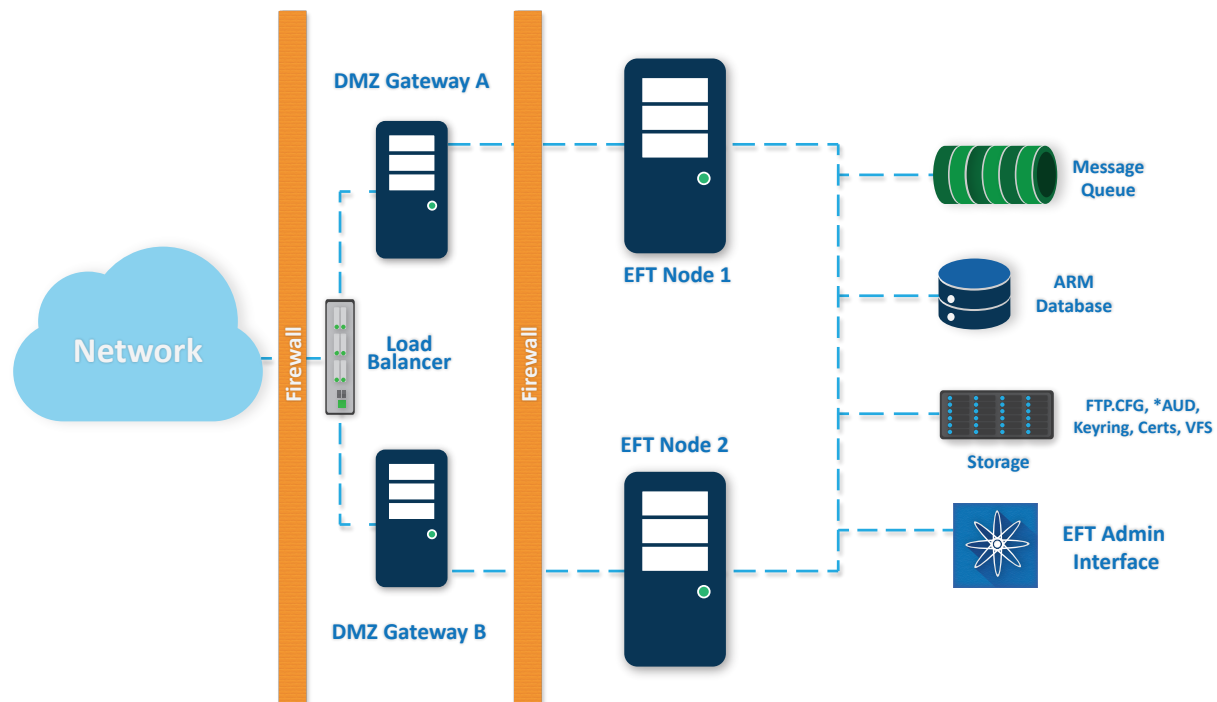 DMZ Gateway A
EFT Node 1
Message
Queue
ARM
Database
Network
Firewall
Load
Balancer
Firewall
FTP.CFG, *AUD,
Keyring, Certs, VFS
Storage
EFT Node 2
EFT Admin
Interface
DMZ Gateway B